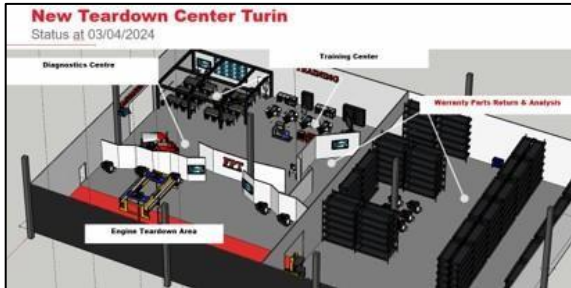 New Teardown Center Turin
Status at 03/04/2024
Training Center
Diagnostics Centre
TRAINING
Warranty Parts Return & Analysis
Engine Teardown Area